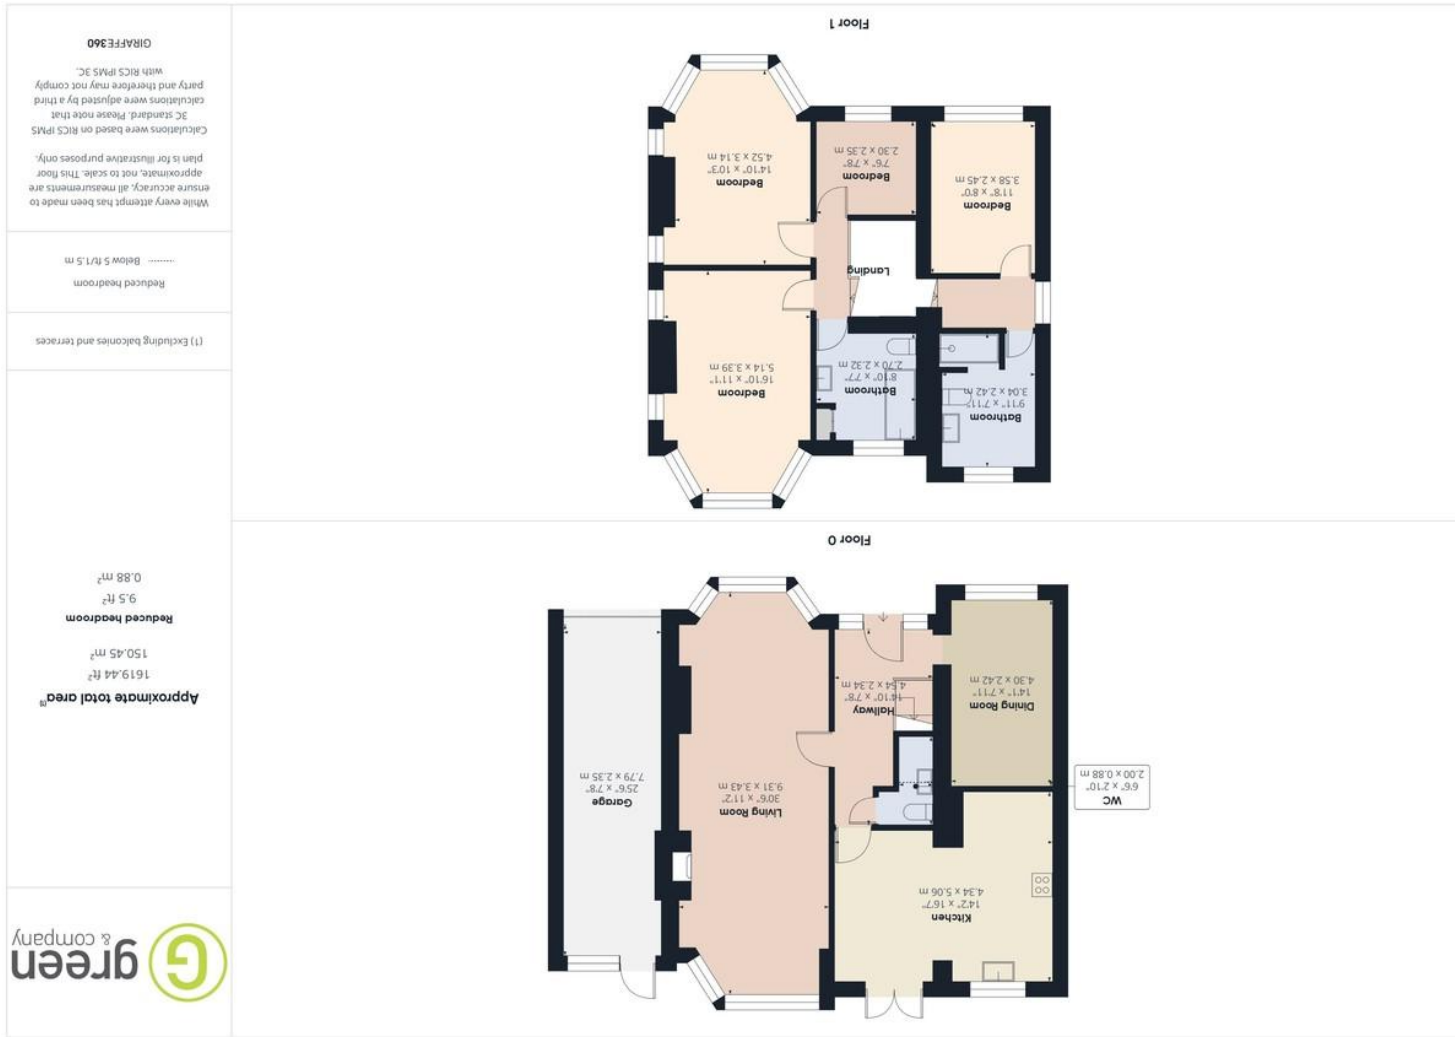 green
& company
Approximate total area⁽¹⁾
1619.44 ft²
150.45 m²
Reduced headroom
9.5 ft²
0.88 m²
(1) Excluding balconies and terraces
Reduced headroom
-------- Below 5 ft/1.5 m
While every attempt has been made to
ensure accuracy, all measurements are
approximate, not to scale. This floor
plan is for illustrative purposes only.
Calculations were based on RICS IPMS
3C standard. Please note that
calculations were adjusted by a third
party and therefore may not comply
with RICS IPMS 3C.
GIRAFFE360
Kitchen
14'2" x 16'7"
4.34 x 5.06 m
Living Room
30'6" x 11'2"
9.31 x 3.43 m
Garage
25'6" x 7'8"
7.79 x 2.35 m
WC
6'6" x 2'10"
2.00 x 0.88 m
Dining Room
14'1" x 7'11"
4.30 x 2.42 m
Hallway
14'10" x 7'8"
4.54 x 2.34 m
Floor 0
Bathroom
9'11" x 7'11"
3.04 x 2.42 m
Bathroom
8'10" x 7'7"
2.70 x 2.32 m
Bedroom
16'10" x 11'1"
5.14 x 3.39 m
Landing
Bedroom
11'8" x 8'0"
3.58 x 2.45 m
Bedroom
7'6" x 7'8"
2.30 x 2.35 m
Bedroom
14'10" x 10'3"
4.52 x 3.14 m
Floor 1